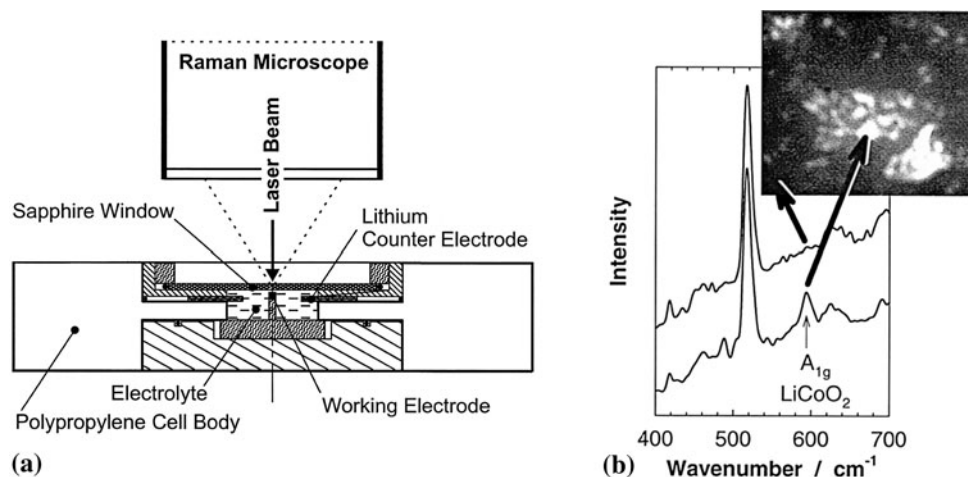 Raman Microscope
Laser Beam
Sapphire Window
Lithium
Counter Electrode
Electrolyte
Polypropylene Cell Body
Working Electrode
(a)
Intensity
A1g
LiCoO2
400 500 600 700
Wavenumber / cm-1
(b)